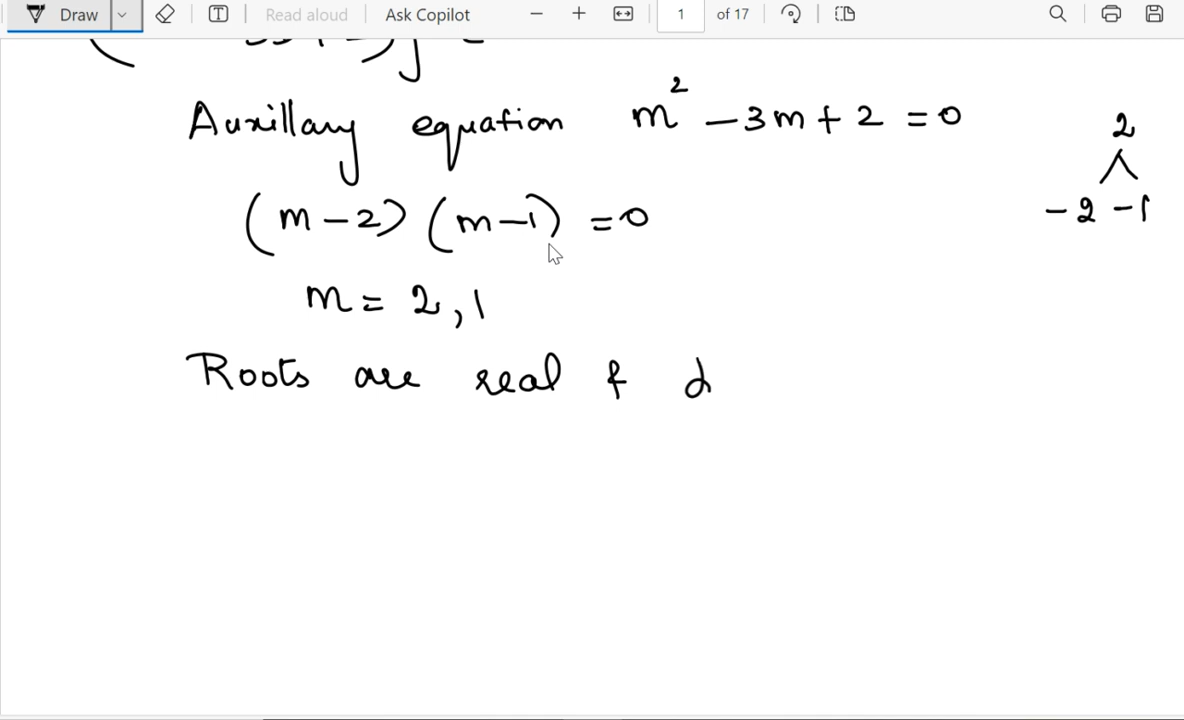 Draw
Read aloud
Ask Copilot
1 of 17
Auxillary equation m² - 3m + 2 = 0
2
-2 -1
(m - 2) (m - 1) = 0
m = 2, 1
Roots are real & d